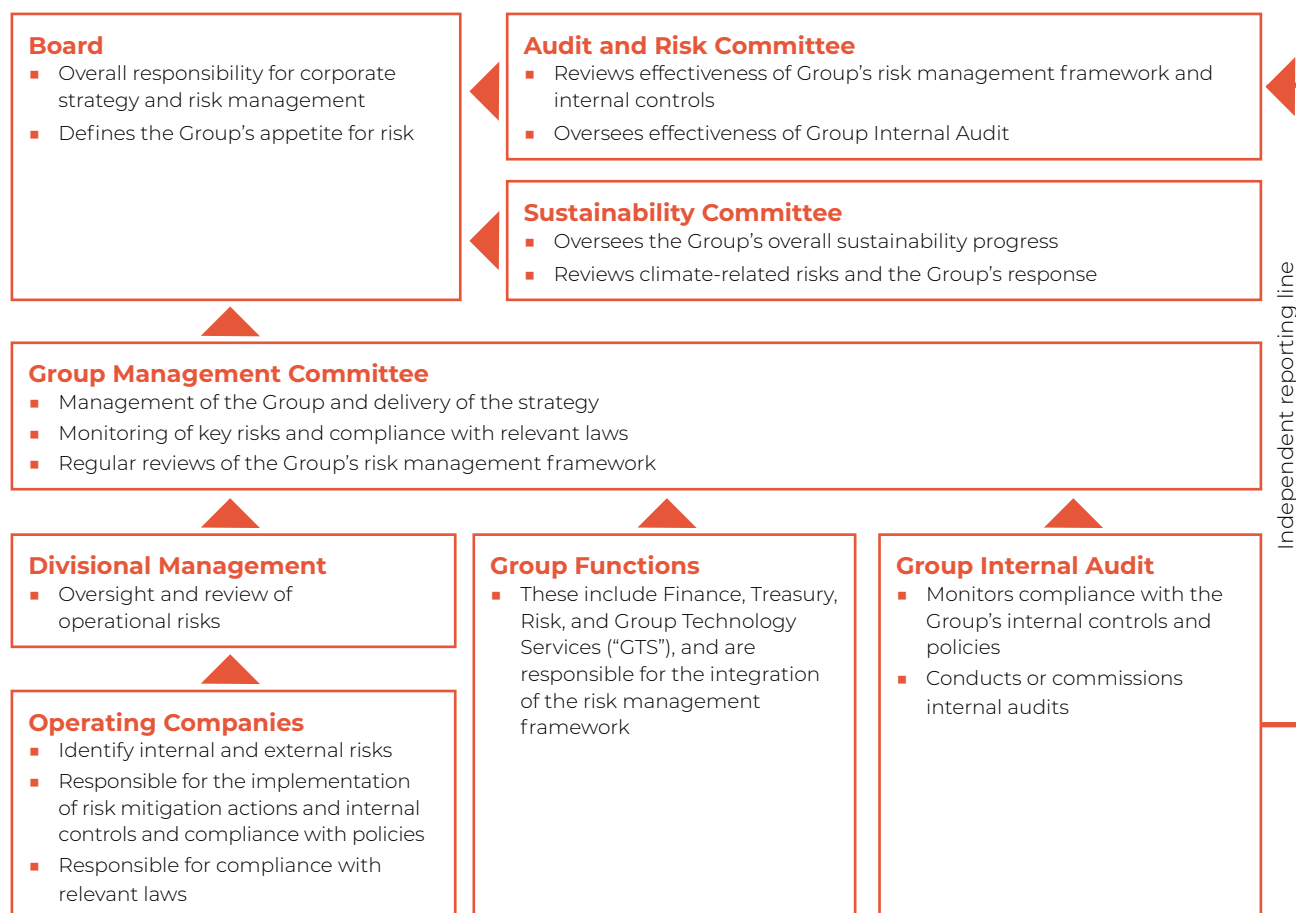 Board
▪ Overall responsibility for corporate
strategy and risk management
▪ Defines the Group’s appetite for risk
Audit and Risk Committee
▪ Reviews effectiveness of Group’s risk management framework and
internal controls
▪ Oversees effectiveness of Group Internal Audit
Sustainability Committee
▪ Oversees the Group’s overall sustainability progress
▪ Reviews climate-related risks and the Group’s response
Independent reporting line
Group Management Committee
▪ Management of the Group and delivery of the strategy
▪ Monitoring of key risks and compliance with relevant laws
▪ Regular reviews of the Group’s risk management framework
Divisional Management
▪ Oversight and review of
operational risks
Operating Companies
▪ Identify internal and external risks
▪ Responsible for the implementation
of risk mitigation actions and internal
controls and compliance with policies
▪ Responsible for compliance with
relevant laws
Group Functions
▪ These include Finance, Treasury,
Risk, and Group Technology
Services (“GTS”), and are
responsible for the integration
of the risk management
framework
Group Internal Audit
▪ Monitors compliance with the
Group’s internal controls and
policies
▪ Conducts or commissions
internal audits